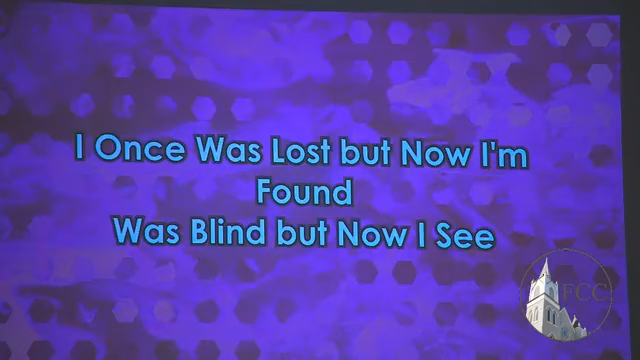 I Once Was Lost but Now I'm
Found
Was Blind but Now I See
FCC